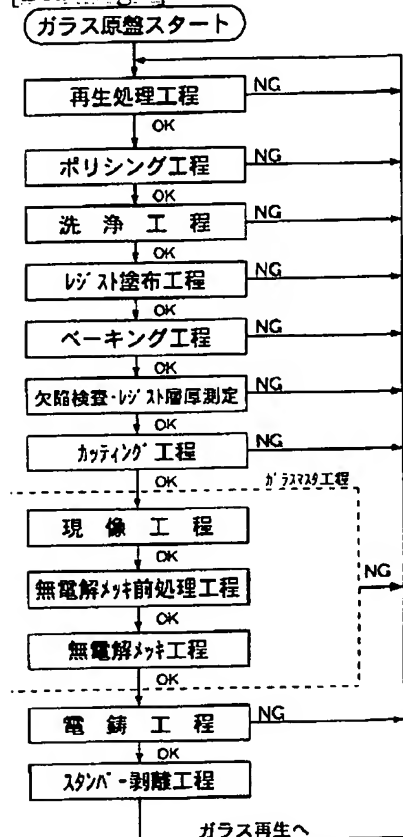 ガラス原盤スタート
再生処理工程
NG
OK
ポリシング工程
NG
OK
洗浄工程
NG
OK
レジスト塗布工程
NG
OK
ベーキング工程
NG
OK
欠陥検査・レジスト層厚測定
NG
OK
カッティング工程
NG
OK
ガラスマスタ工程
現像工程
OK
NG
無電解メッキ前処理工程
OK
無電解メッキ工程
OK
電鋳工程
NG
OK
スタンパー剥離工程
ガラス再生へ